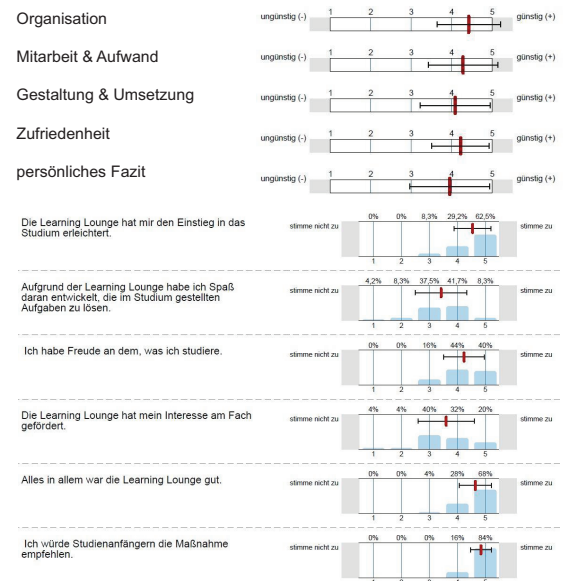 Organisation
ungünstig (-) 1 2 3 4 5 günstig (+)
Mitarbeit & Aufwand
ungünstig (-) 1 2 3 4 5 günstig (+)
Gestaltung & Umsetzung
ungünstig (-) 1 2 3 4 5 günstig (+)
Zufriedenheit
ungünstig (-) 1 2 3 4 5 günstig (+)
persönliches Fazit
ungünstig (-) 1 2 3 4 5 günstig (+)
Die Learning Lounge hat mir den Einstieg in das
Studium erleichtert.
stimme nicht zu 0% 0% 8,3% 29,2% 62,5% stimme zu
1 2 3 4 5
Aufgrund der Learning Lounge habe ich Spaß
daran entwickelt, die im Studium gestellten
Aufgaben zu lösen.
stimme nicht zu 4,2% 8,3% 37,5% 41,7% 8,3% stimme zu
1 2 3 4 5
Ich habe Freude an dem, was ich studiere.
stimme nicht zu 0% 0% 16% 44% 40% stimme zu
1 2 3 4 5
Die Learning Lounge hat mein Interesse am Fach
gefördert.
stimme nicht zu 4% 4% 40% 32% 20% stimme zu
1 2 3 4 5
Alles in allem war die Learning Lounge gut.
stimme nicht zu 0% 0% 4% 28% 68% stimme zu
1 2 3 4 5
Ich würde Studienanfängern die Maßnahme
empfehlen.
stimme nicht zu 0% 0% 0% 16% 84% stimme zu